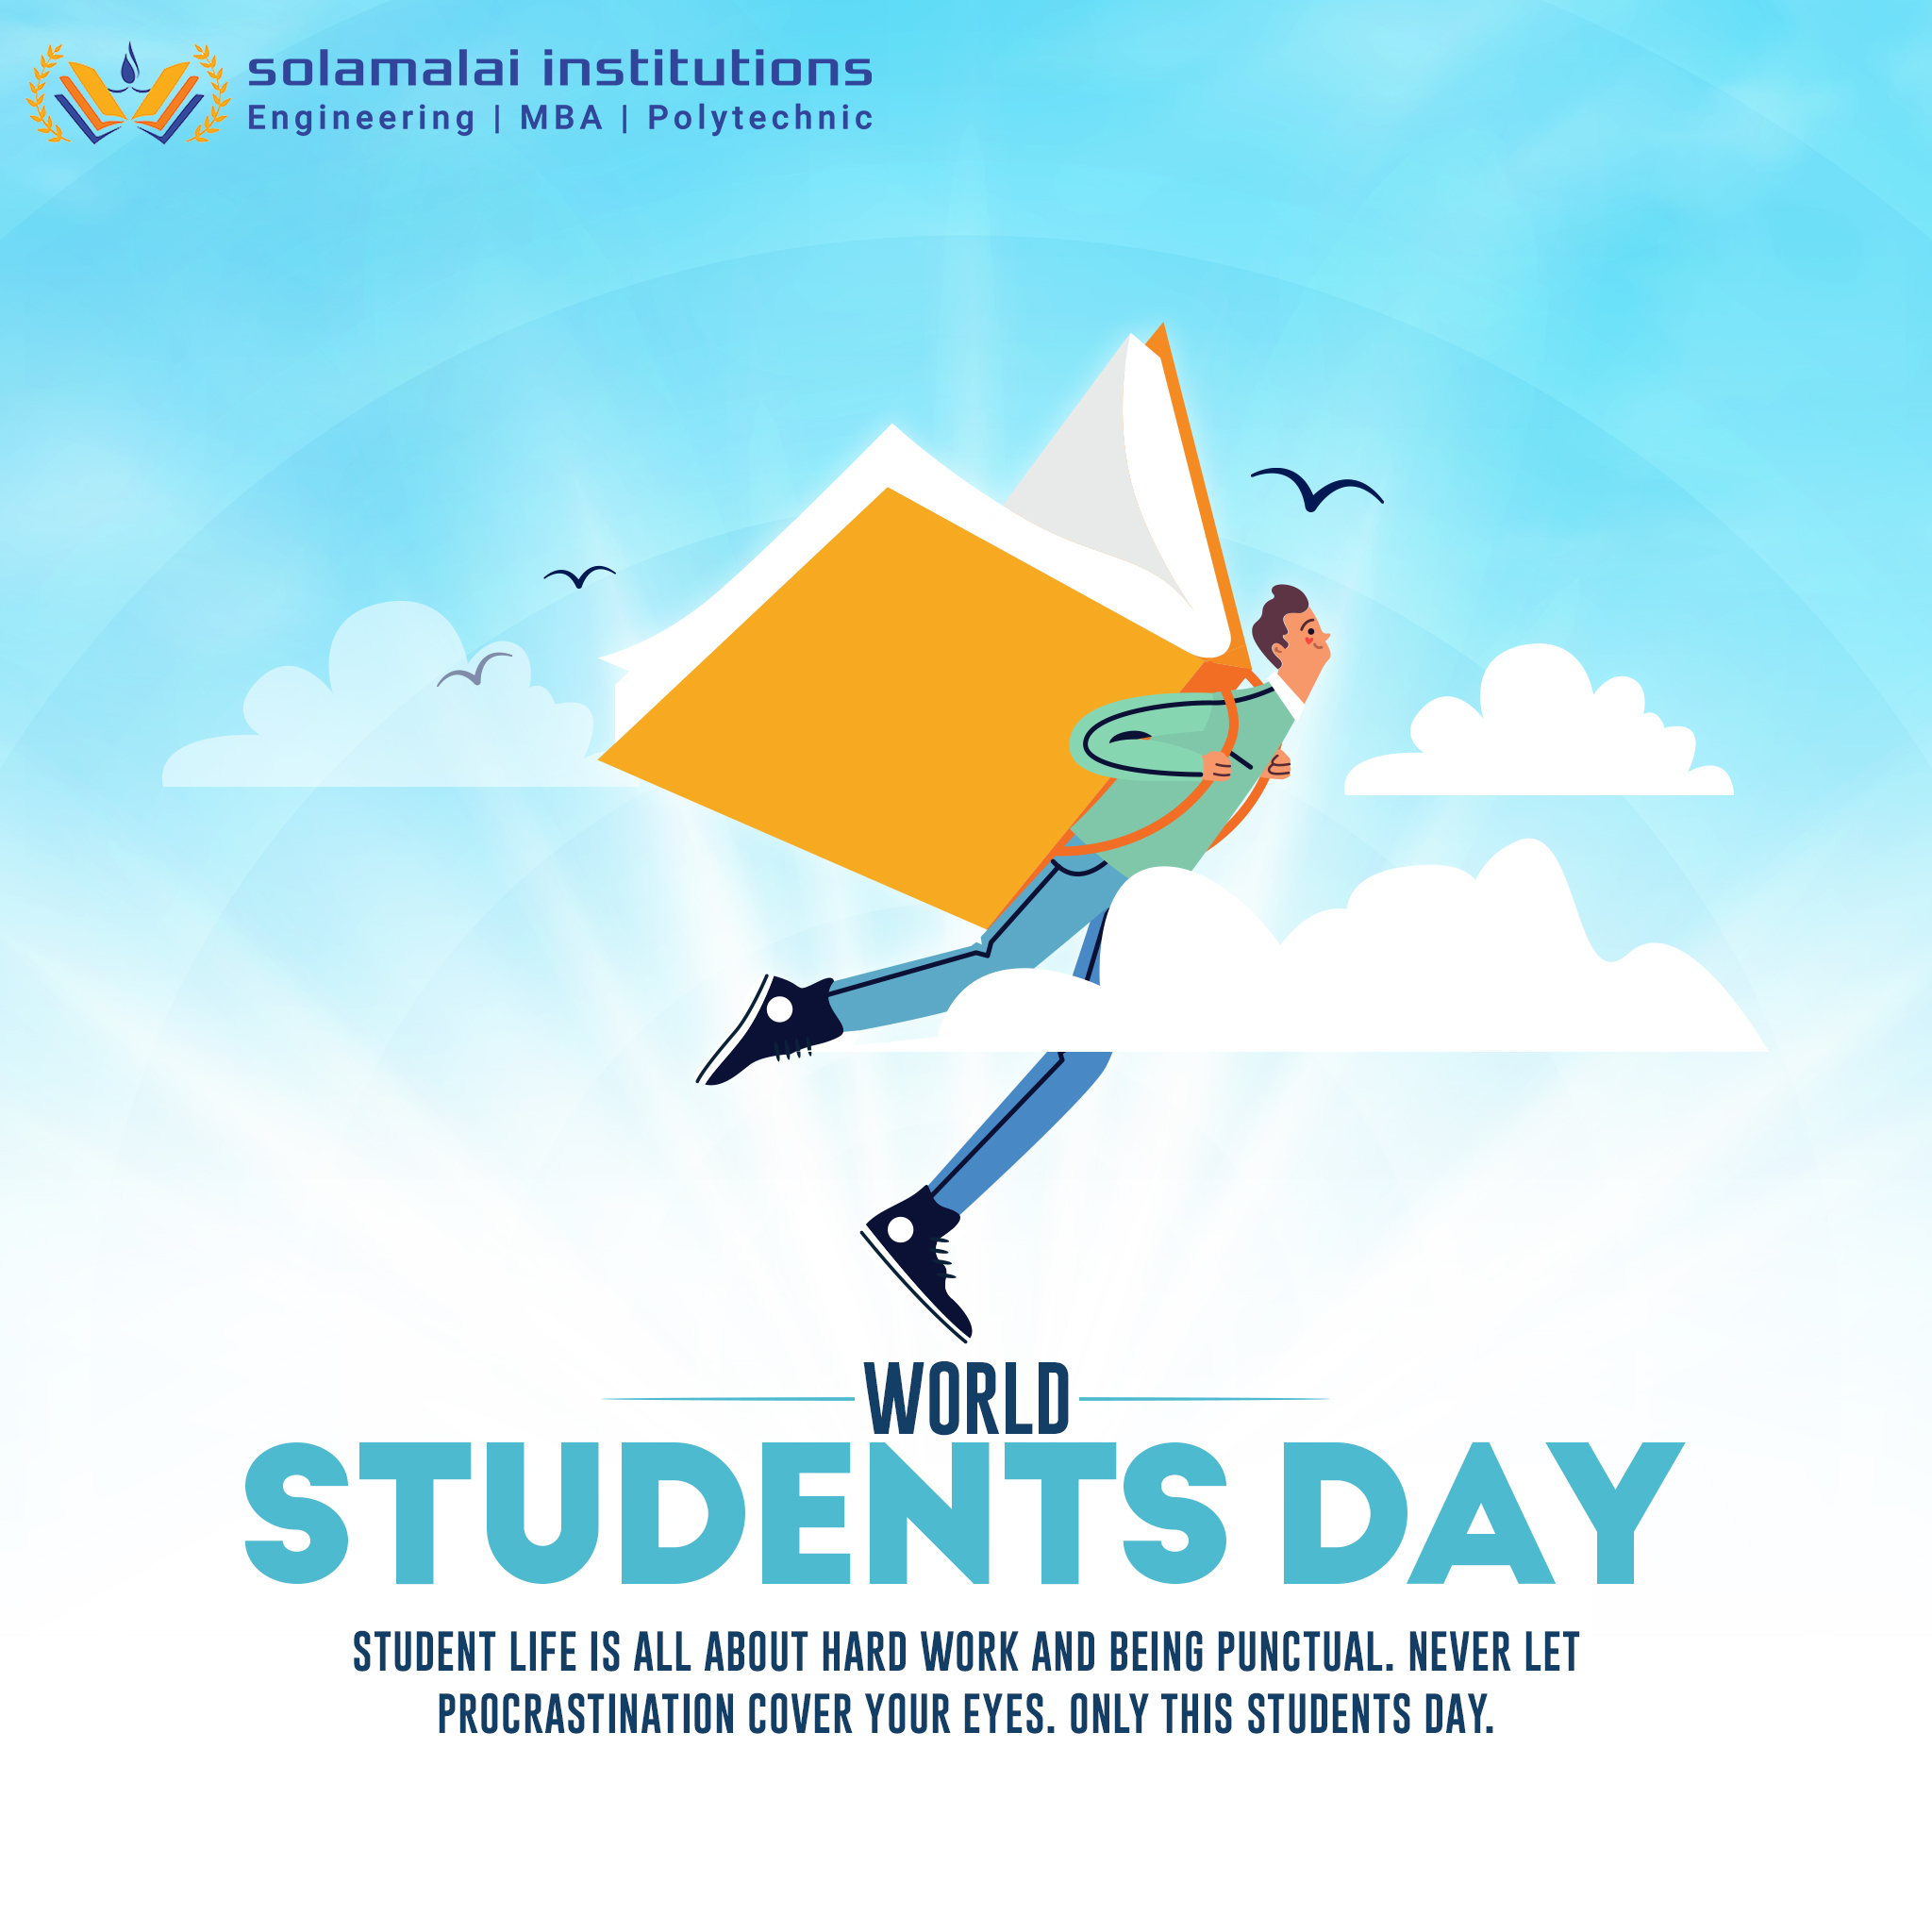 solamalai institutions
Engineering | MBA | Polytechnic
WORLD
STUDENTS DAY
STUDENT LIFE IS ALL ABOUT HARD WORK AND BEING PUNCTUAL. NEVER LET
PROCRASTINATION COVER YOUR EYES. ONLY THIS STUDENTS DAY.